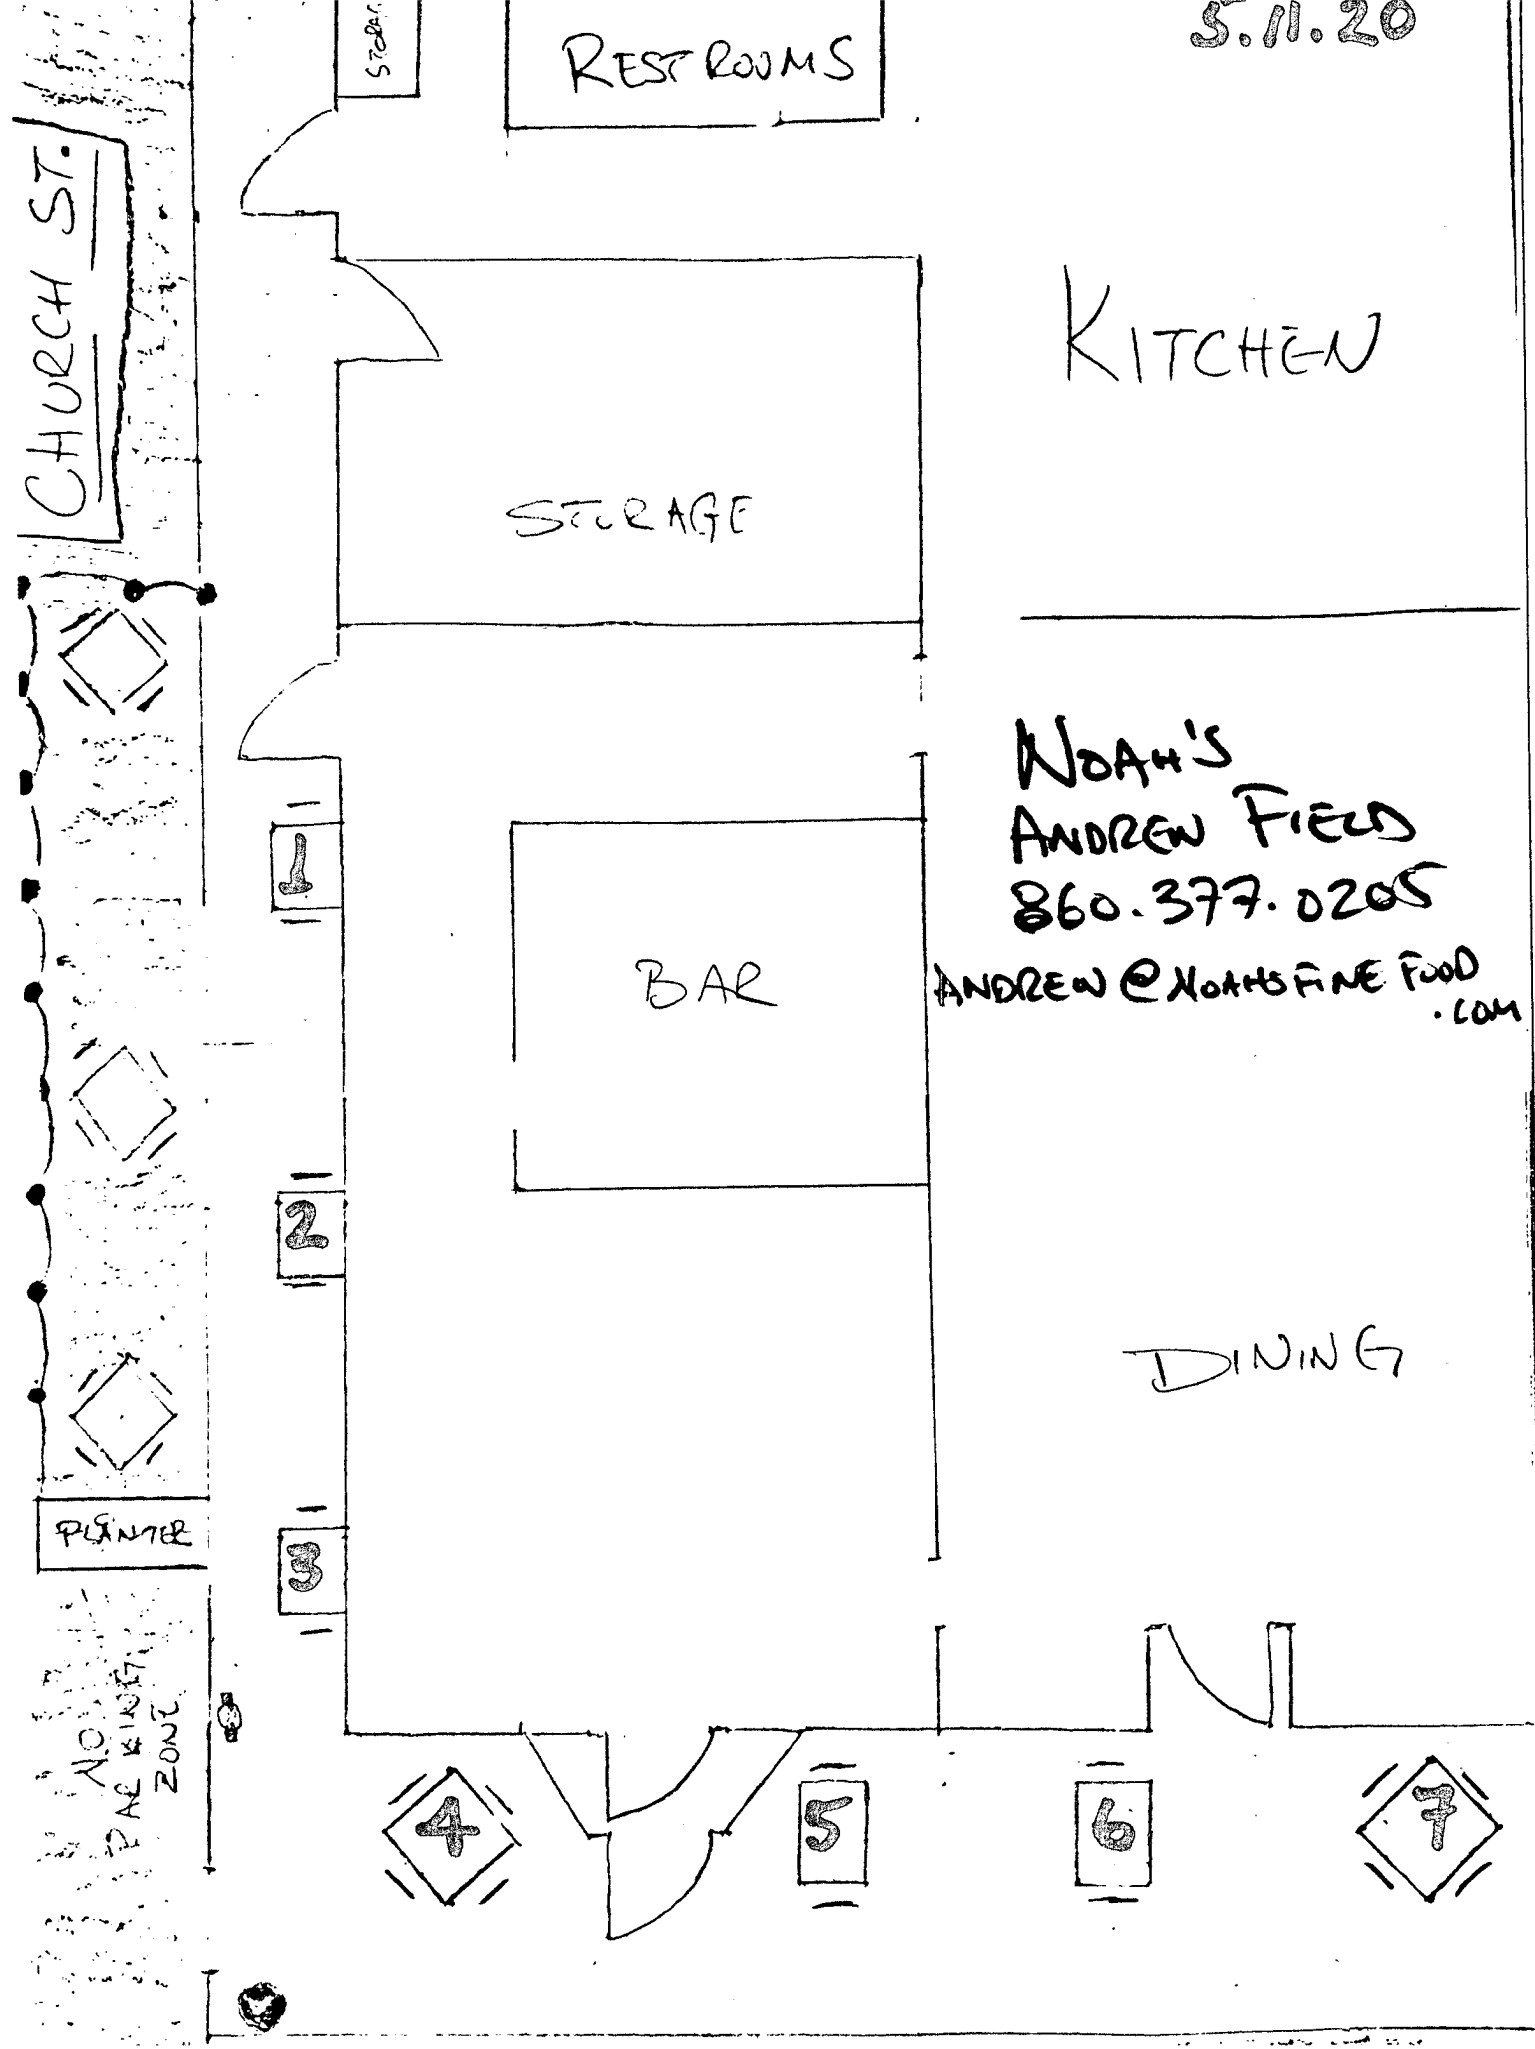 5.11.20
STORAG
RESTROOMS
CHURCH ST.
KITCHEN
STORAGE
NOAH'S
ANDREW FIELD
860.377.0205
ANDREW@NOAHSFINEFOOD
.COM
1
BAR
2
DINING
PLANTER
3
NO
PARKING
ZONE
4
5
6
7